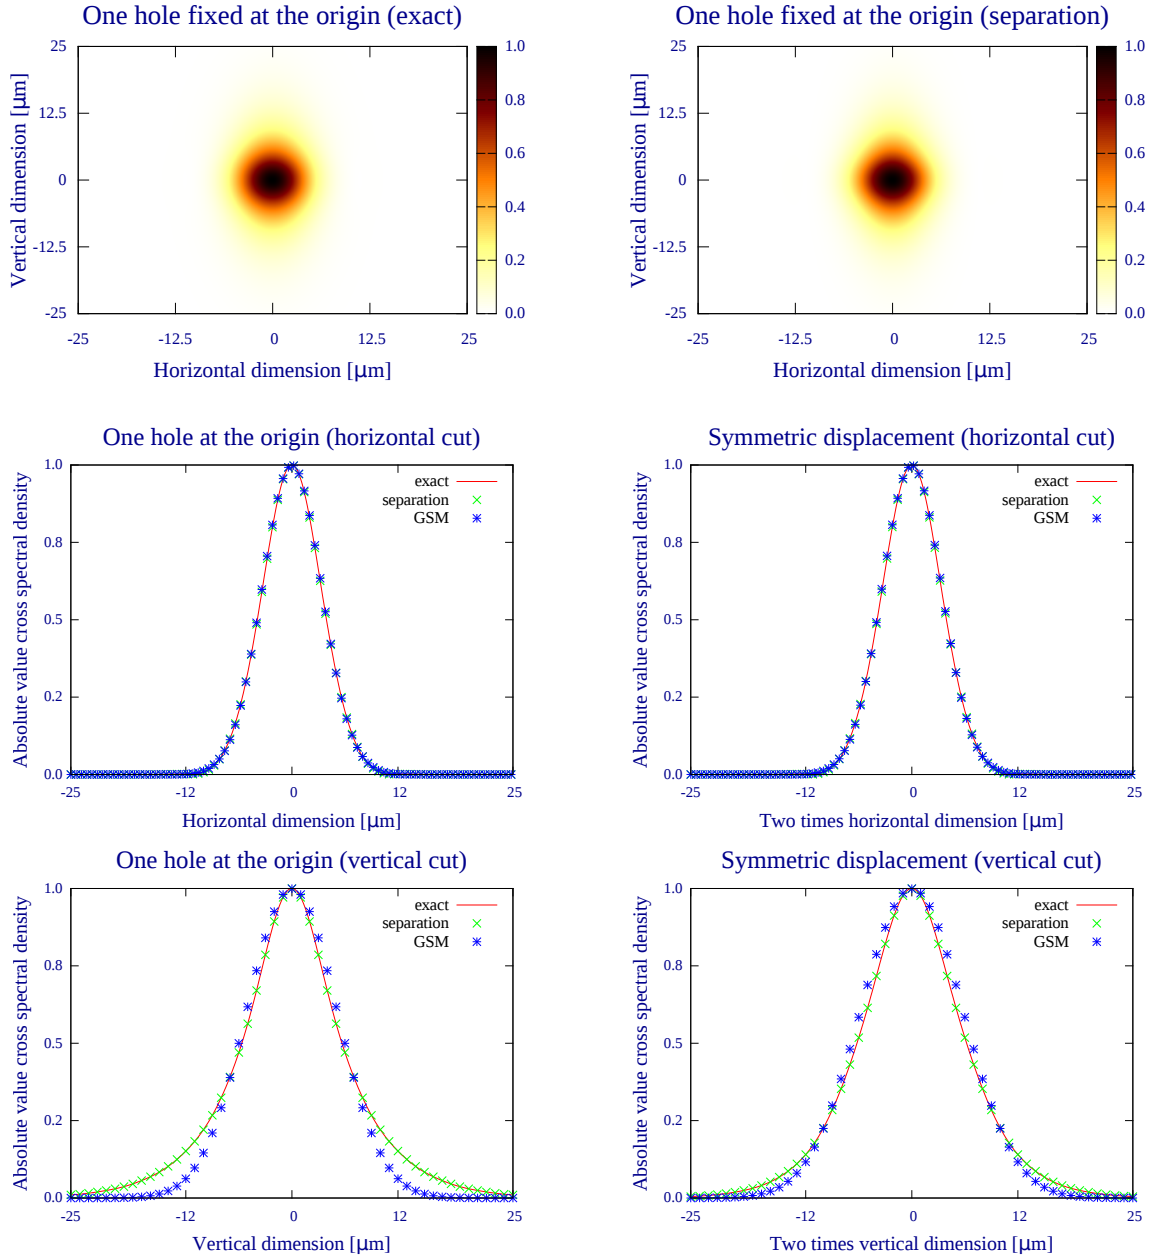 One hole fixed at the origin (exact)
Vertical dimension [μm]
25
12.5
0
-12.5
-25
-25
-12.5
0
12.5
25
Horizontal dimension [μm]
1.0
0.8
0.6
0.4
0.2
0.0
One hole fixed at the origin (separation)
Vertical dimension [μm]
25
12.5
0
-12.5
-25
-25
-12.5
0
12.5
25
Horizontal dimension [μm]
1.0
0.8
0.6
0.4
0.2
0.0
One hole at the origin (horizontal cut)
Absolute value cross spectral density
1.0
0.8
0.5
0.2
0.0
exact
separation
GSM
-25
-12
0
12
25
Horizontal dimension [μm]
Symmetric displacement (horizontal cut)
Absolute value cross spectral density
1.0
0.8
0.5
0.2
0.0
exact
separation
GSM
-25
-12
0
12
25
Two times horizontal dimension [μm]
One hole at the origin (vertical cut)
Absolute value cross spectral density
1.0
0.8
0.5
0.2
0.0
exact
separation
GSM
-25
-12
0
12
25
Vertical dimension [μm]
Symmetric displacement (vertical cut)
Absolute value cross spectral density
1.0
0.8
0.5
0.2
0.0
exact
separation
GSM
-25
-12
0
12
25
Two times vertical dimension [μm]